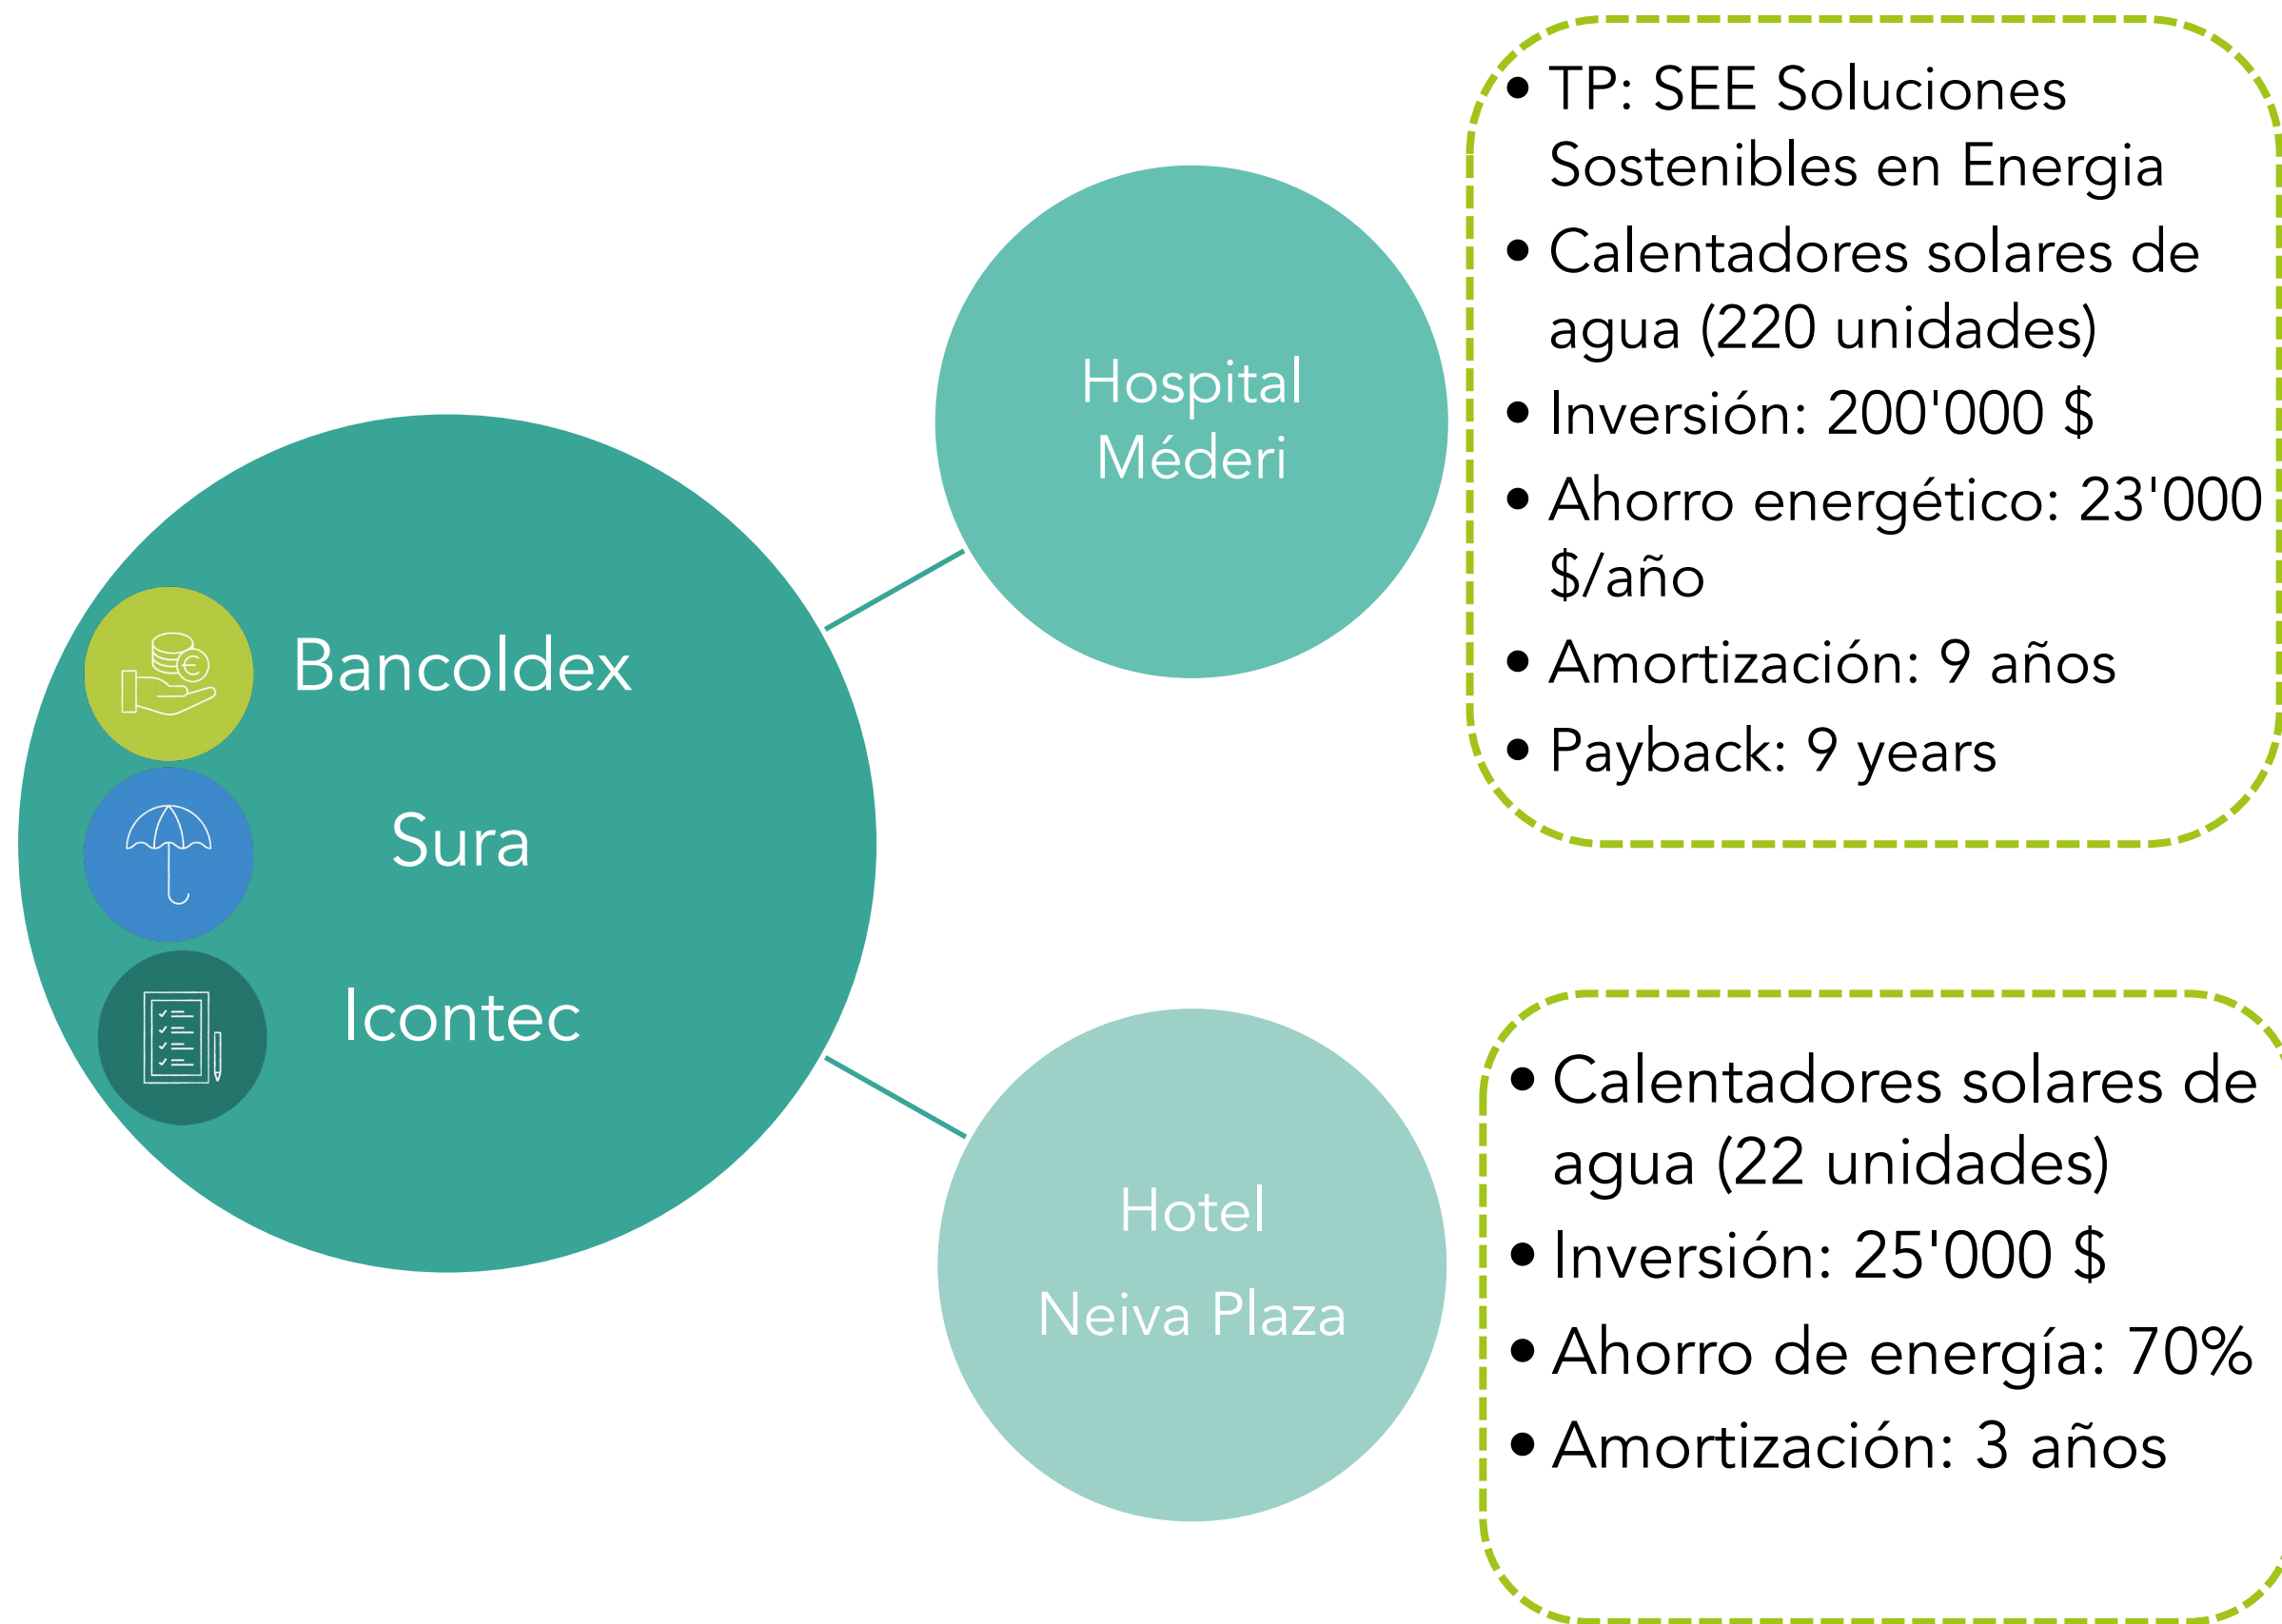 Bancoldex
Sura
Icontec
Hospital
Méderi
• TP: SEE Soluciones
Sostenibles en Energia
• Calentadores solares de
agua (220 unidades)
• Inversión: 200'000 $
• Ahorro energético: 23'000
$/año
• Amortización: 9 años
• Payback: 9 years
Hotel
Neiva Plaza
• Calentadores solares de
agua (22 unidades)
• Inversión: 25'000 $
• Ahorro de energía: 70%
• Amortización: 3 años